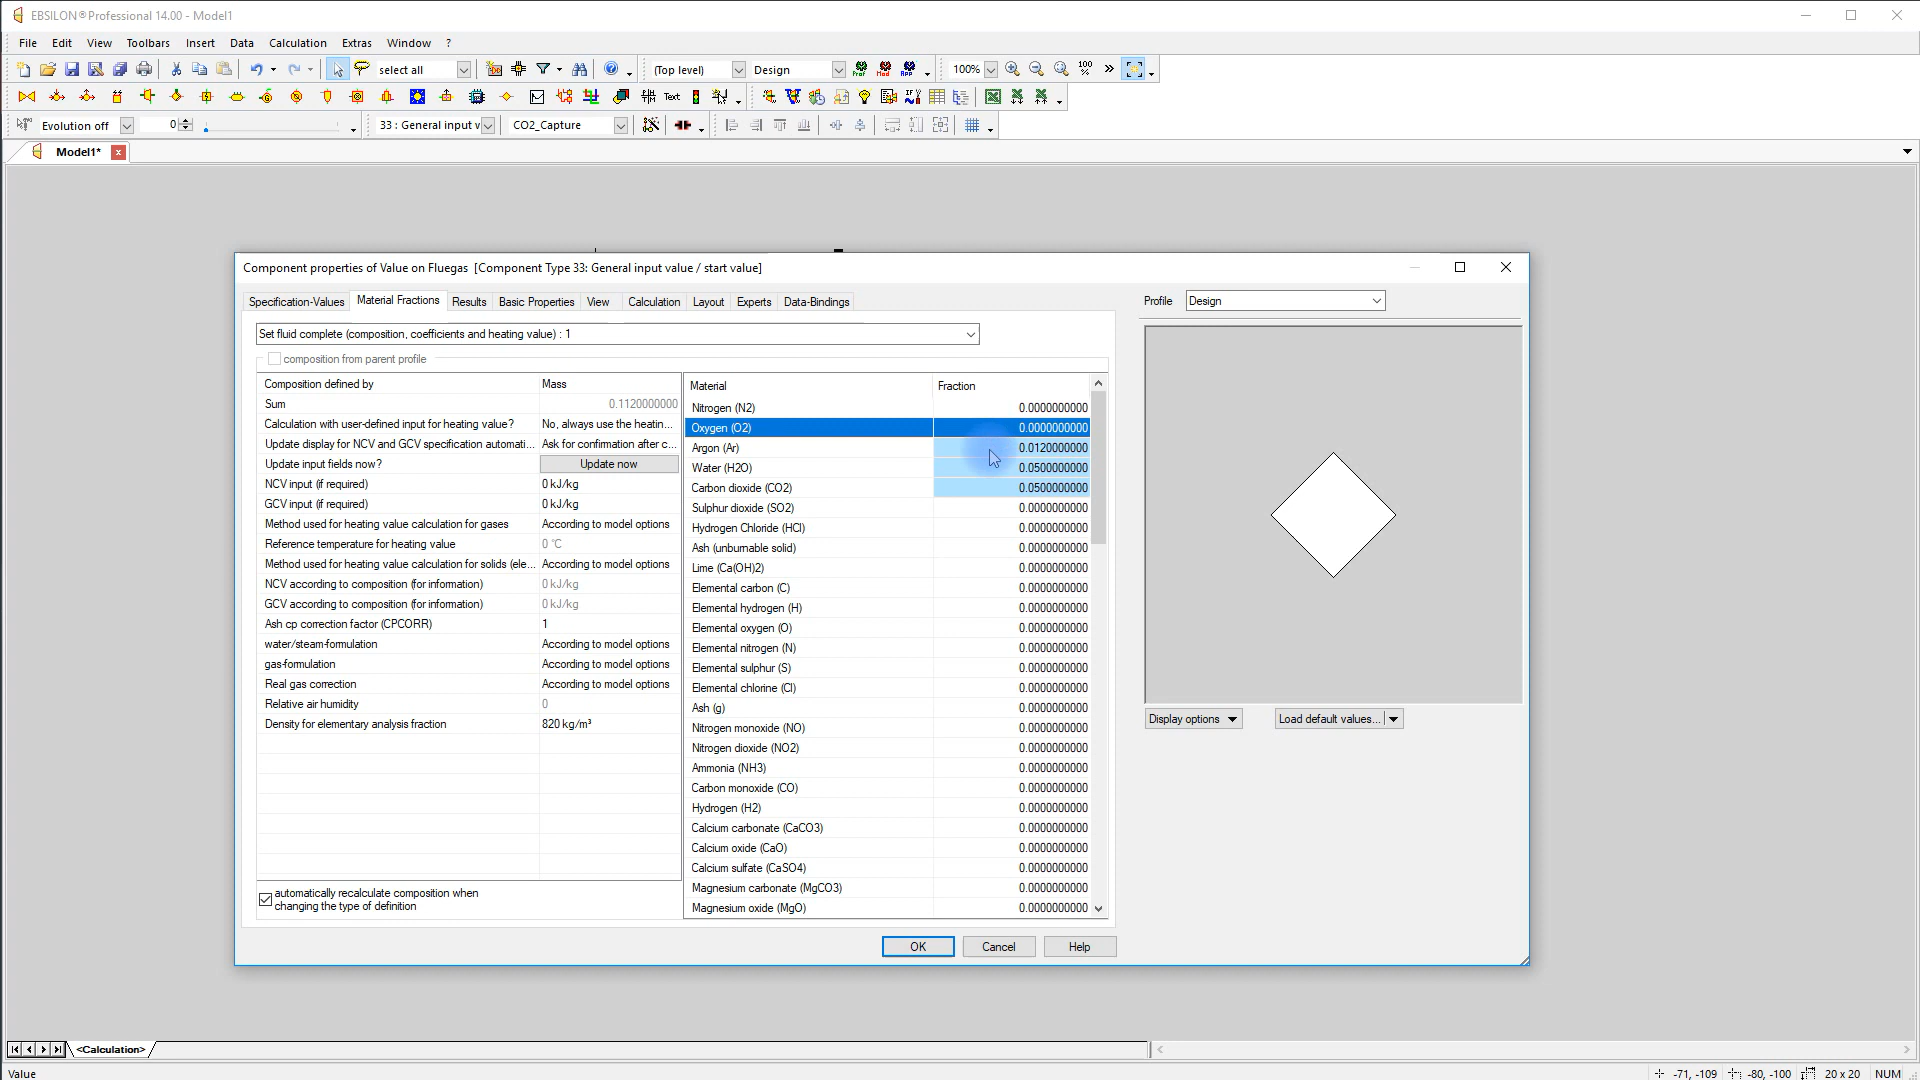 EBSILON®Professional 14.00 - Model1
File Edit View Toolbars Insert Data Calculation Extras Window ?
select all (Top level) Design 100%
Text
Evolution off 0 33 : General input v CO2_Capture
Model1* x
Component properties of Value on Fluegas [Component Type 33: General input value / start value]
Specification-Values Material Fractions Results Basic Properties View Calculation Layout Experts Data-Bindings
Profile Design
Set fluid complete (composition, coefficients and heating value) : 1
composition from parent profile
Composition defined by Mass
Sum 0.1120000000
Calculation with user-defined input for heating value? No, always use the heatin...
Update display for NCV and GCV specification automati... Ask for confirmation after c...
Update input fields now? Update now
NCV input (if required) 0 kJ/kg
GCV input (if required) 0 kJ/kg
Method used for heating value calculation for gases According to model options
Reference temperature for heating value 0 °C
Method used for heating value calculation for solids (ele... According to model options
NCV according to composition (for information) 0 kJ/kg
GCV according to composition (for information) 0 kJ/kg
Ash cp correction factor (CPCORR) 1
water/steam-formulation According to model options
gas-formulation According to model options
Real gas correction According to model options
Relative air humidity 0
Density for elementary analysis fraction 820 kg/m³
automatically recalculate composition when
changing the type of definition
Material Fraction
Nitrogen (N2) 0.0000000000
Oxygen (O2) 0.0000000000
Argon (Ar) 0.0120000000
Water (H2O) 0.0500000000
Carbon dioxide (CO2) 0.0500000000
Sulphur dioxide (SO2) 0.0000000000
Hydrogen Chloride (HCl) 0.0000000000
Ash (unburnable solid) 0.0000000000
Lime (Ca(OH)2) 0.0000000000
Elemental carbon (C) 0.0000000000
Elemental hydrogen (H) 0.0000000000
Elemental oxygen (O) 0.0000000000
Elemental nitrogen (N) 0.0000000000
Elemental sulphur (S) 0.0000000000
Elemental chlorine (Cl) 0.0000000000
Ash (g) 0.0000000000
Nitrogen monoxide (NO) 0.0000000000
Nitrogen dioxide (NO2) 0.0000000000
Ammonia (NH3) 0.0000000000
Carbon monoxide (CO) 0.0000000000
Hydrogen (H2) 0.0000000000
Calcium carbonate (CaCO3) 0.0000000000
Calcium oxide (CaO) 0.0000000000
Calcium sulfate (CaSO4) 0.0000000000
Magnesium carbonate (MgCO3) 0.0000000000
Magnesium oxide (MgO) 0.0000000000
Display options Load default values...
OK Cancel Help
<Calculation>
Value -71, -109 -80, -100 20 x 20 NUM